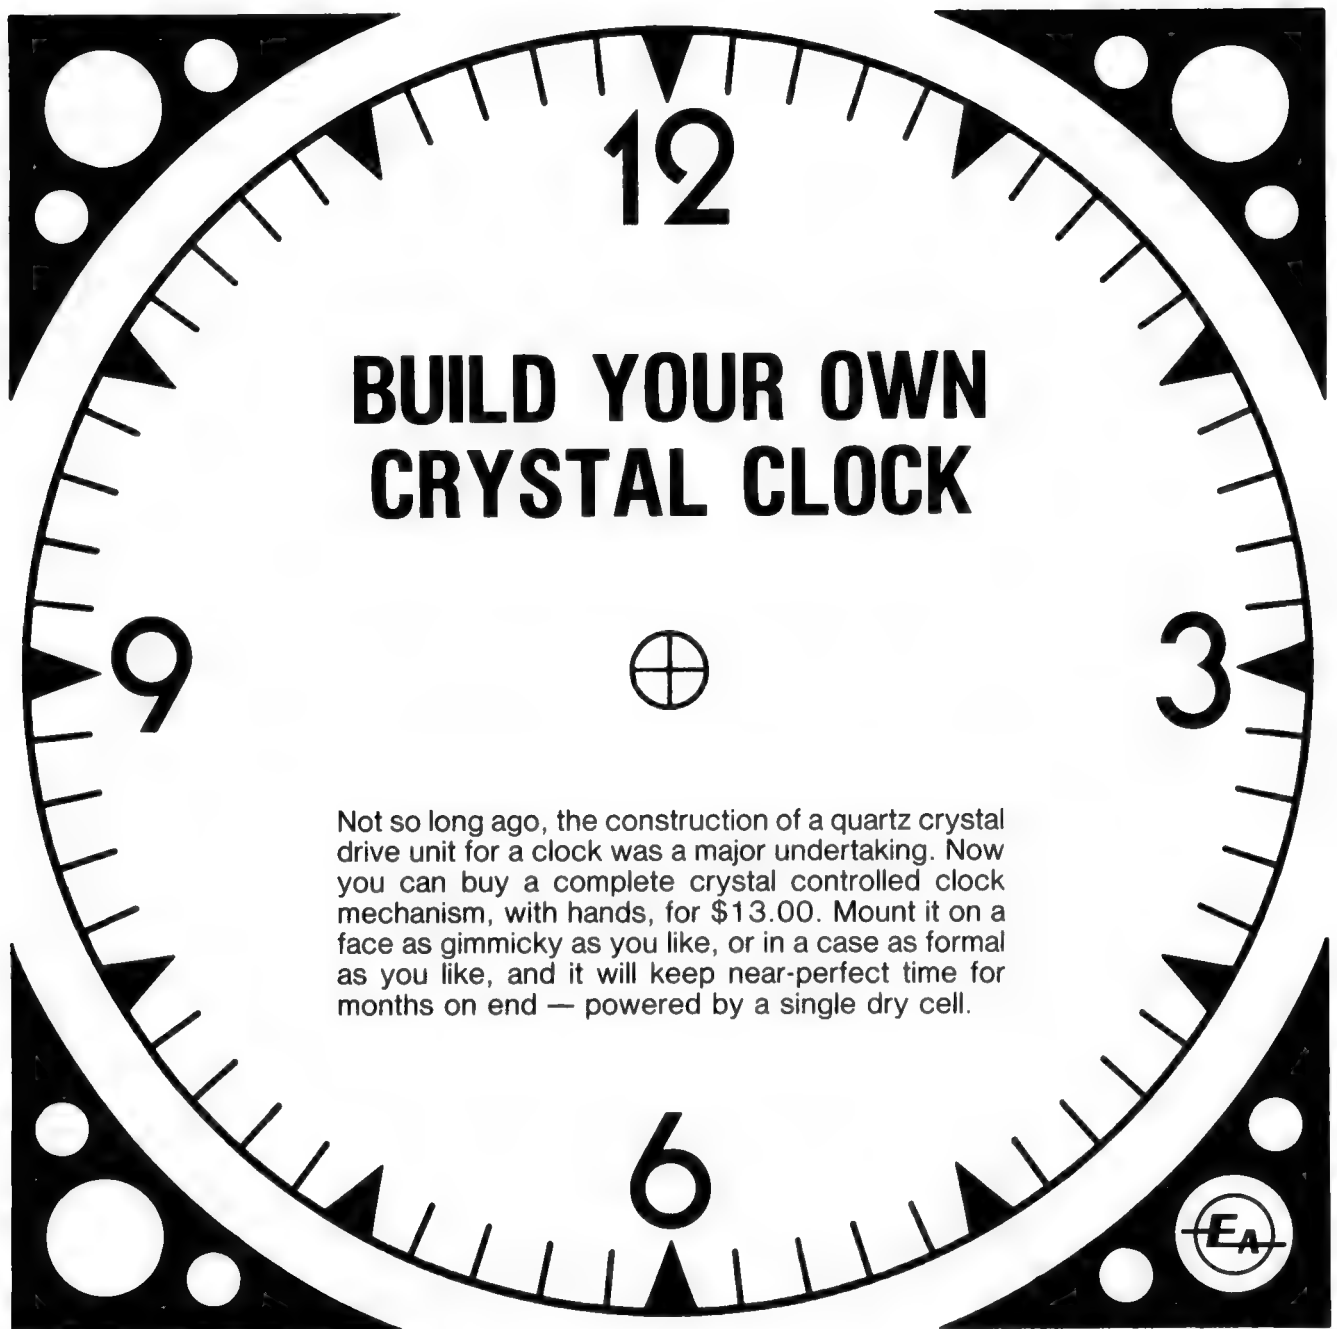 12
BUILD YOUR OWN
CRYSTAL CLOCK
9
3
Not so long ago, the construction of a quartz crystal
drive unit for a clock was a major undertaking. Now
you can buy a complete crystal controlled clock
mechanism, with hands, for $13.00. Mount it on a
face as gimmicky as you like, or in a case as formal
as you like, and it will keep near-perfect time for
months on end — powered by a single dry cell.
6
EA